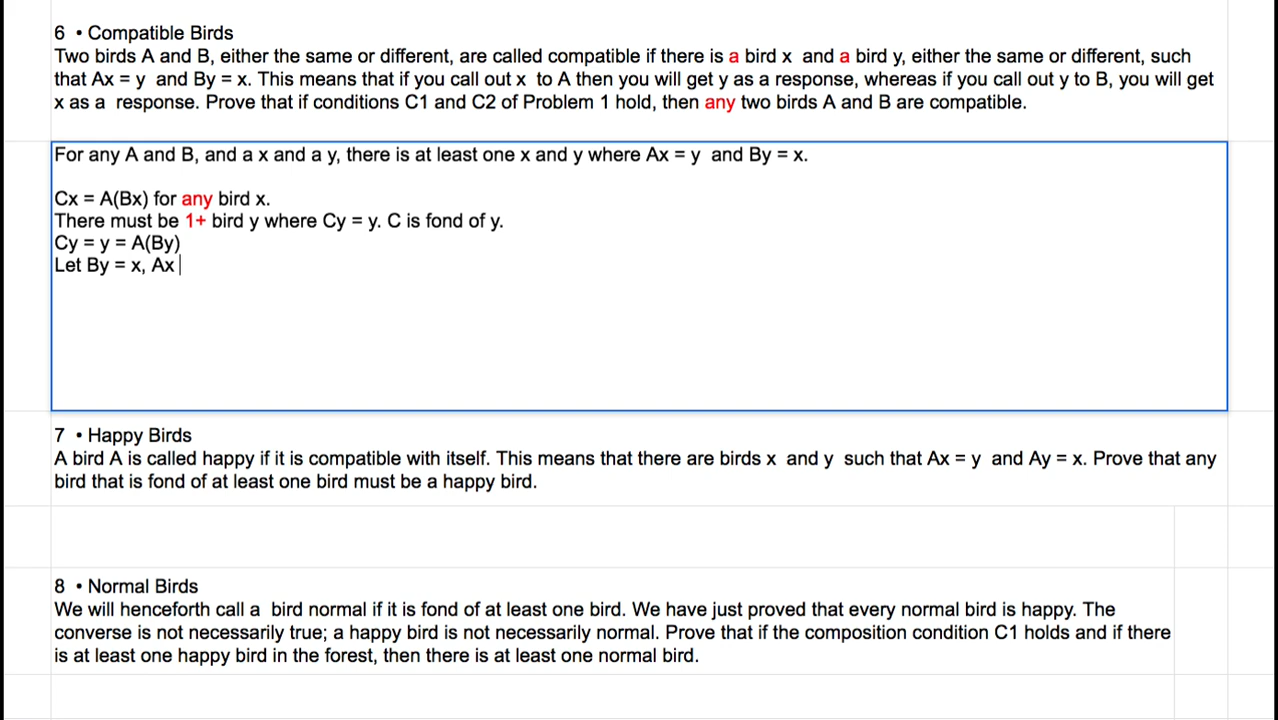 6 • Compatible Birds
Two birds A and B, either the same or different, are called compatible if there is a bird x and a bird y, either the same or different, such
that Ax = y and By = x. This means that if you call out x to A then you will get y as a response, whereas if you call out y to B, you will get
x as a response. Prove that if conditions C1 and C2 of Problem 1 hold, then any two birds A and B are compatible.
For any A and B, and a x and a y, there is at least one x and y where Ax = y and By = x.
Cx = A(Bx) for any bird x.
There must be 1+ bird y where Cy = y. C is fond of y.
Cy = y = A(By)
Let By = x, Ax
7 • Happy Birds
A bird A is called happy if it is compatible with itself. This means that there are birds x and y such that Ax = y and Ay = x. Prove that any
bird that is fond of at least one bird must be a happy bird.
8 • Normal Birds
We will henceforth call a bird normal if it is fond of at least one bird. We have just proved that every normal bird is happy. The
converse is not necessarily true; a happy bird is not necessarily normal. Prove that if the composition condition C1 holds and if there
is at least one happy bird in the forest, then there is at least one normal bird.